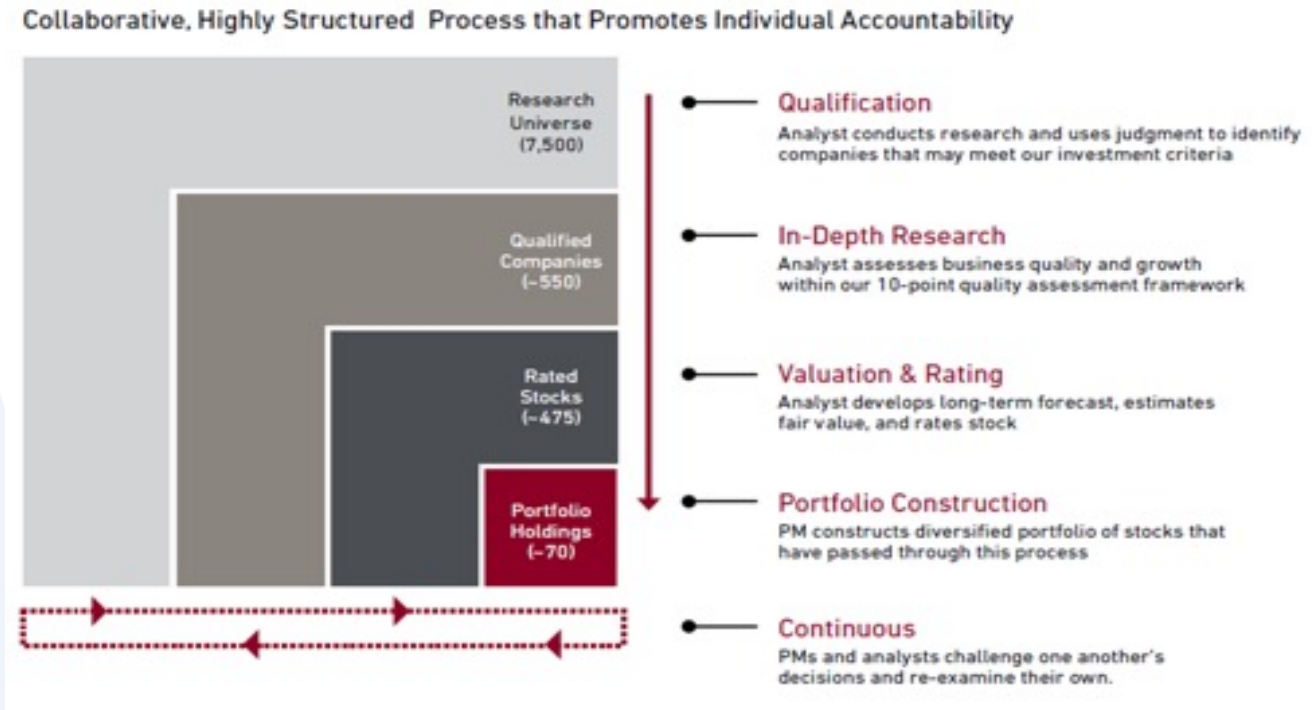 Collaborative, Highly Structured Process that Promotes Individual Accountability
Research
Universe
(7,500)
Qualified
Companies
(~550)
Rated
Stocks
(~475)
Portfolio
Holdings
(~70)
Qualification
Analyst conducts research and uses judgment to identify
companies that may meet our investment criteria
In-Depth Research
Analyst assesses business quality and growth
within our 10-point quality assessment framework
Valuation & Rating
Analyst develops long-term forecast, estimates
fair value, and rates stock
Portfolio Construction
PM constructs diversified portfolio of stocks that
have passed through this process
Continuous
PMs and analysts challenge one another's
decisions and re-examine their own.